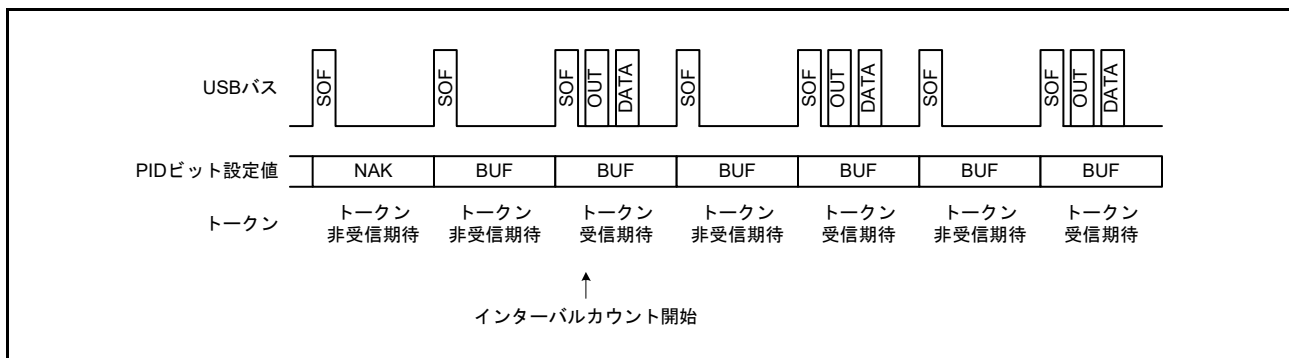 USBバス
SOF
SOF
SOF
OUT
DATA
SOF
SOF
OUT
DATA
SOF
SOF
OUT
DATA
PIDビット設定値
NAK
BUF
BUF
BUF
BUF
BUF
BUF
トークン
トークン
非受信期待
トークン
非受信期待
トークン
受信期待
トークン
非受信期待
トークン
受信期待
トークン
非受信期待
トークン
受信期待
インターバルカウント開始